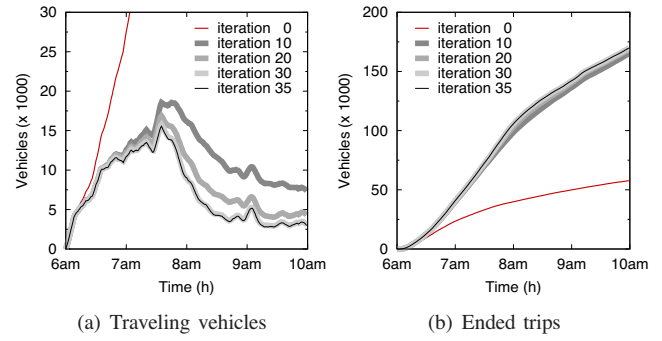 30
25
20
15
10
5
0
Vehicles (x 1000)
iteration 0
iteration 10
iteration 20
iteration 30
iteration 35
6am 7am 8am 9am 10am
Time (h)
(a) Traveling vehicles
200
150
100
50
0
Vehicles (x 1000)
iteration 0
iteration 10
iteration 20
iteration 30
iteration 35
6am 7am 8am 9am 10am
Time (h)
(b) Ended trips